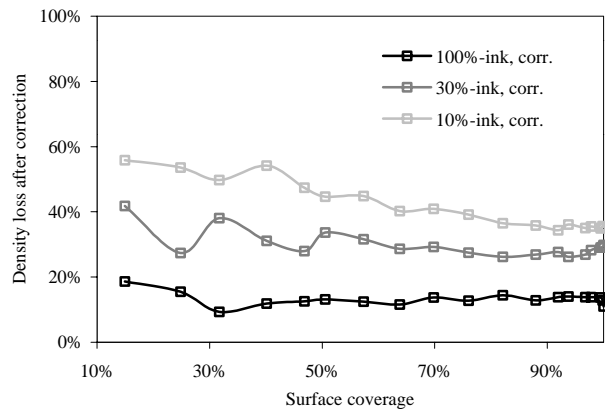 100%
80%
60%
40%
20%
0%
10%
30%
50%
70%
90%
Density loss after correction
Surface coverage
100%-ink, corr.
30%-ink, corr.
10%-ink, corr.